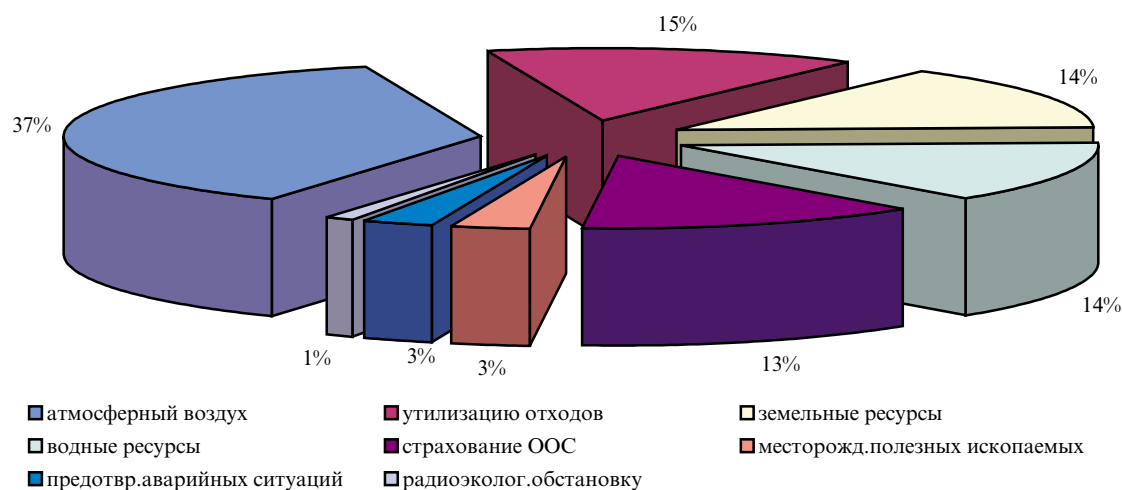 15%
14%
37%
14%
1%
3%
3%
13%
атмосферный воздух
утилизацию отходов
земельные ресурсы
водные ресурсы
страхование ООС
месторожд.полезных ископаемых
предотвр.аварийных ситуаций
радиоэколог.обстановку